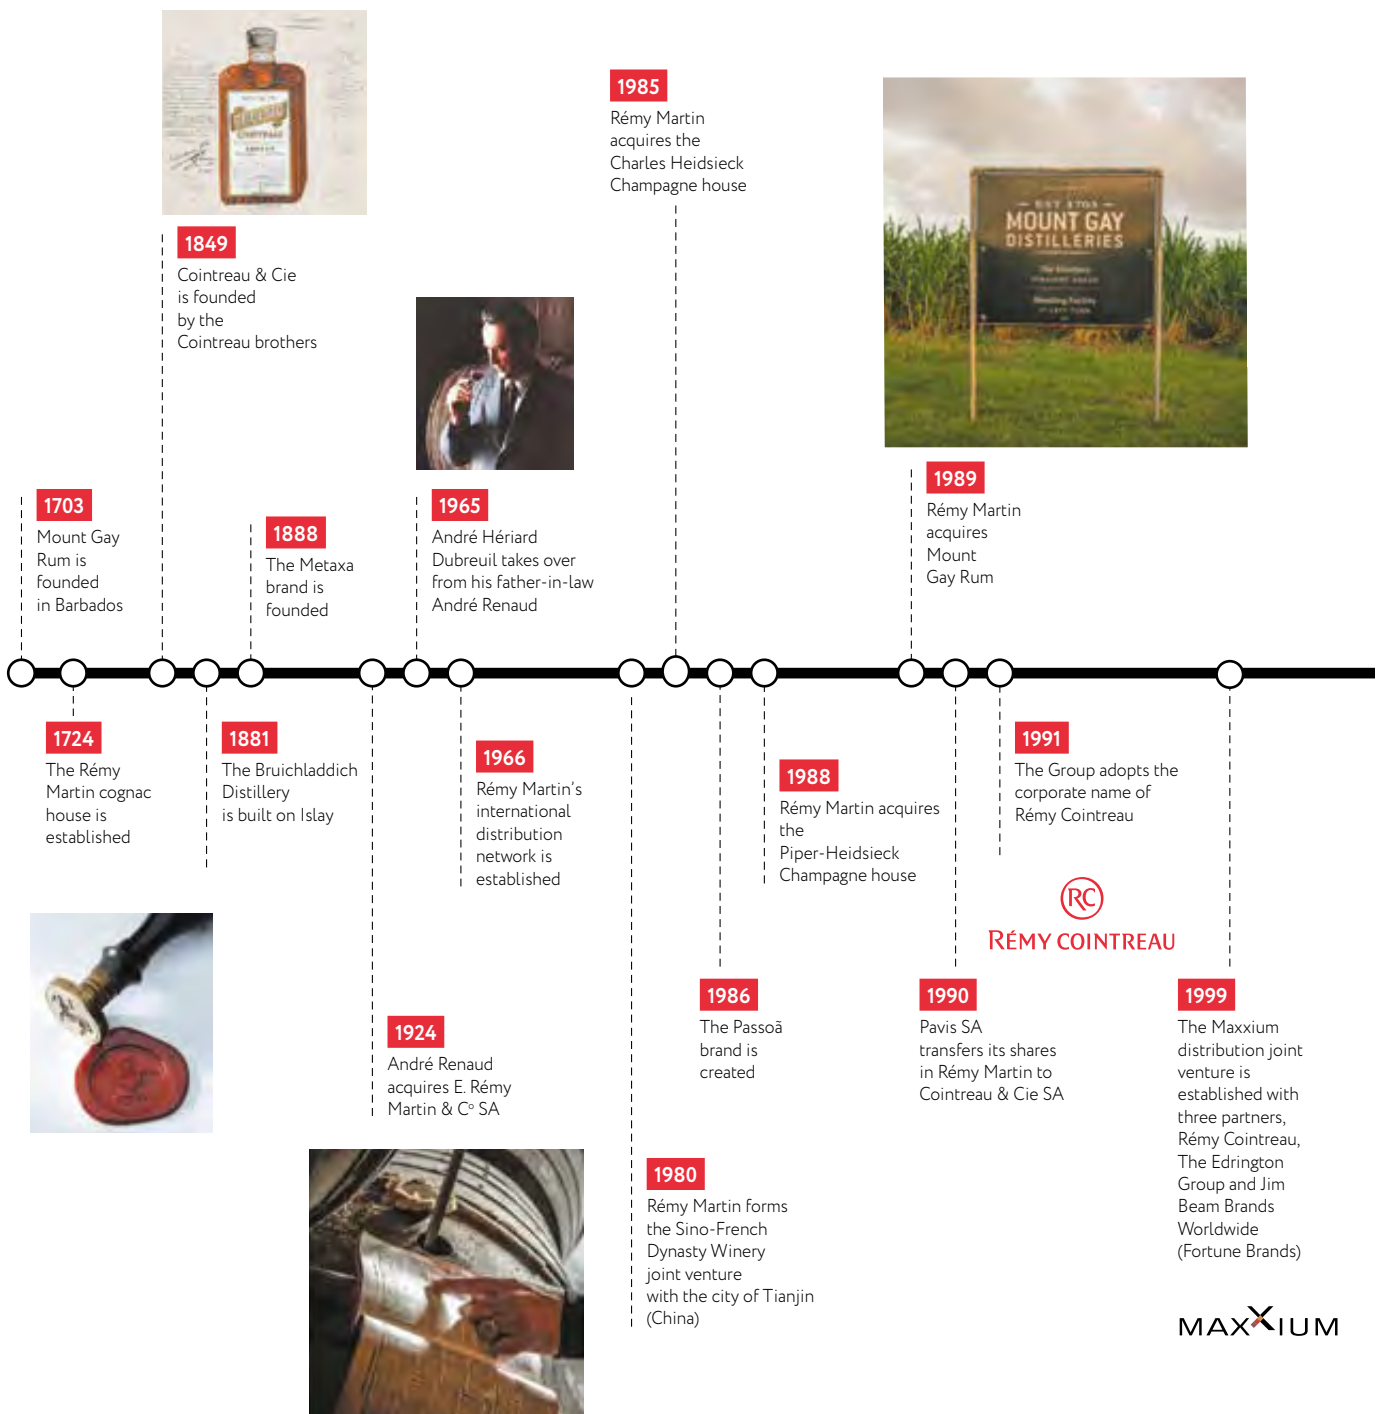 1985
Rémy Martin
acquires the
Charles Heidsieck
Champagne house
EST 1703
MOUNT GAY
DISTILLERIES
1849
Cointreau & Cie
is founded
by the
Cointreau brothers
1703
Mount Gay
Rum is
founded
in Barbados
1888
The Metaxa
brand is
founded
1965
André Hériard
Dubreuil takes over
from his father-in-law
André Renaud
1989
Rémy Martin
acquires
Mount
Gay Rum
1724
The Rémy
Martin cognac
house is
established
1881
The Bruichladdich
Distillery
is built on Islay
1966
Rémy Martin’s
international
distribution
network is
established
1988
Rémy Martin acquires
the
Piper-Heidsieck
Champagne house
1991
The Group adopts the
corporate name of
Rémy Cointreau
RC
RÉMY COINTREAU
1924
André Renaud
acquires E. Rémy
Martin & Cº SA
1986
The Passoã
brand is
created
1990
Pavis SA
transfers its shares
in Rémy Martin to
Cointreau & Cie SA
1999
The Maxxium
distribution joint
venture is
established with
three partners,
Rémy Cointreau,
The Edrington
Group and Jim
Beam Brands
Worldwide
(Fortune Brands)
1980
Rémy Martin forms
the Sino-French
Dynasty Winery
joint venture
with the city of Tianjin
(China)
MAXXIUM